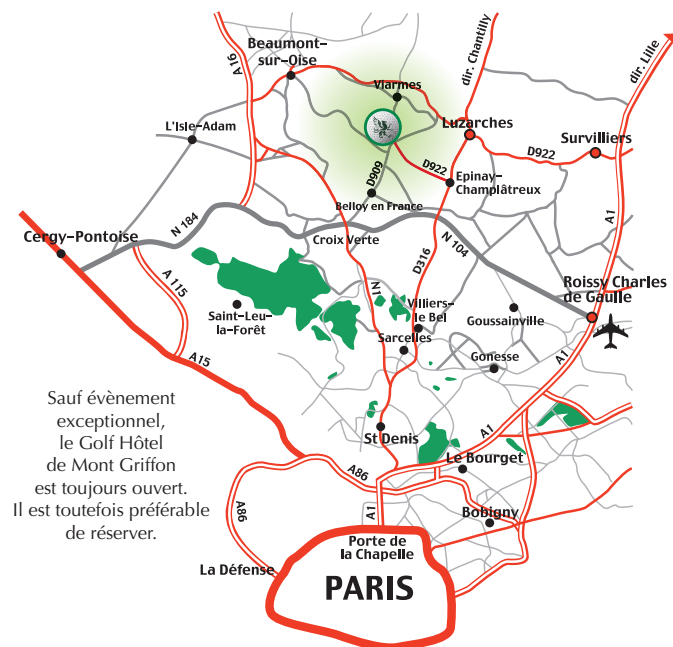 dir. Chantilly
dir. Lille
Beaumont–
sur–Oise
A16
Viarmes
L'Isle–Adam
Luzarches
Survilliers
D922
D922
D909
Epinay–
Champlâtreux
Belloy en France
A1
N 184
Cergy–Pontoise
Croix Verte
N 104
D316
A 115
N1
Roissy Charles
de Gaulle
Saint–Leu–
la–Forêt
Villiers–
le Bel
Goussainville
Sarcelles
Gonesse
A15
A1
Sauf évènement
exceptionnel,
le Golf Hôtel
de Mont Griffon
est toujours ouvert.
Il est toutefois préférable
de réserver.
St Denis
A1
Le Bourget
A86
A86
A1
Bobigny
Porte de
la Chapelle
La Défense
PARIS